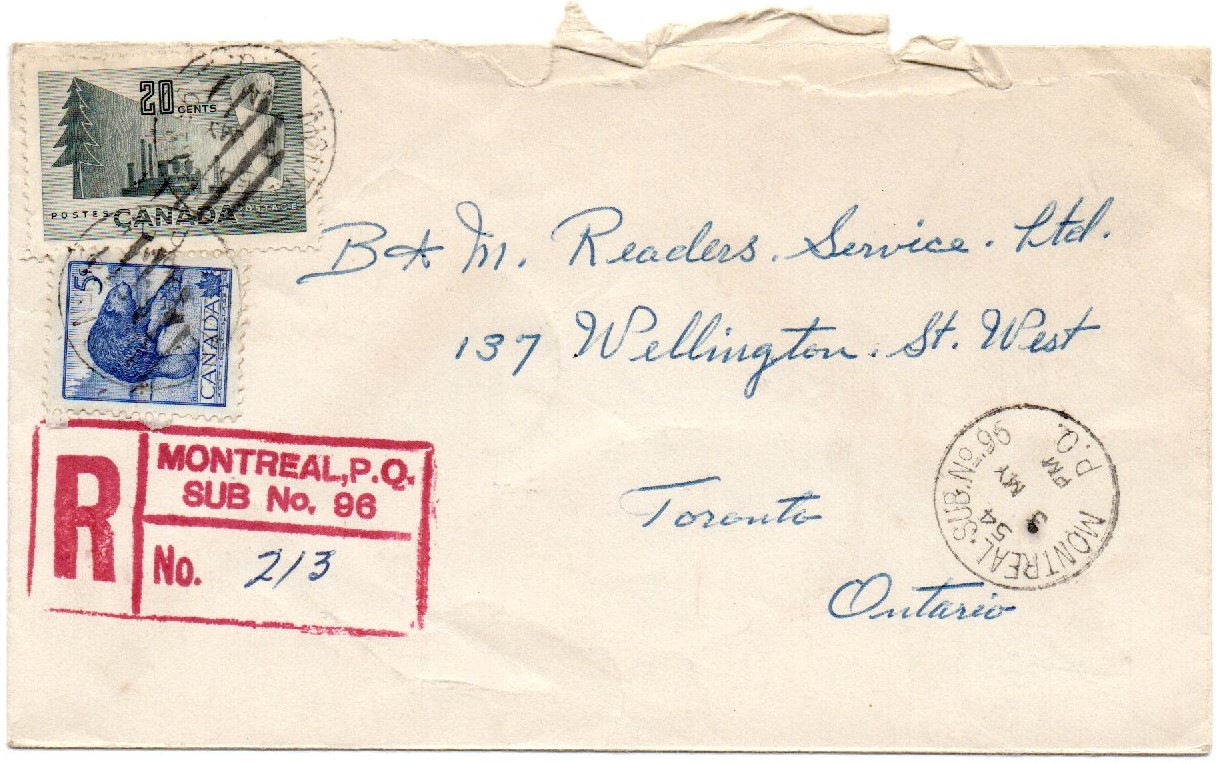 20 CENTS
POSTES CANADA POSTAGE
5¢
CANADA
B & M. Readers. Service. Ltd.
137 Wellington. St. West
Toronto
Ontario
R
MONTREAL, P.Q.
SUB No. 96
No. 213
MONTREAL·SUB.No.96
PM
MY
54
P.Q.